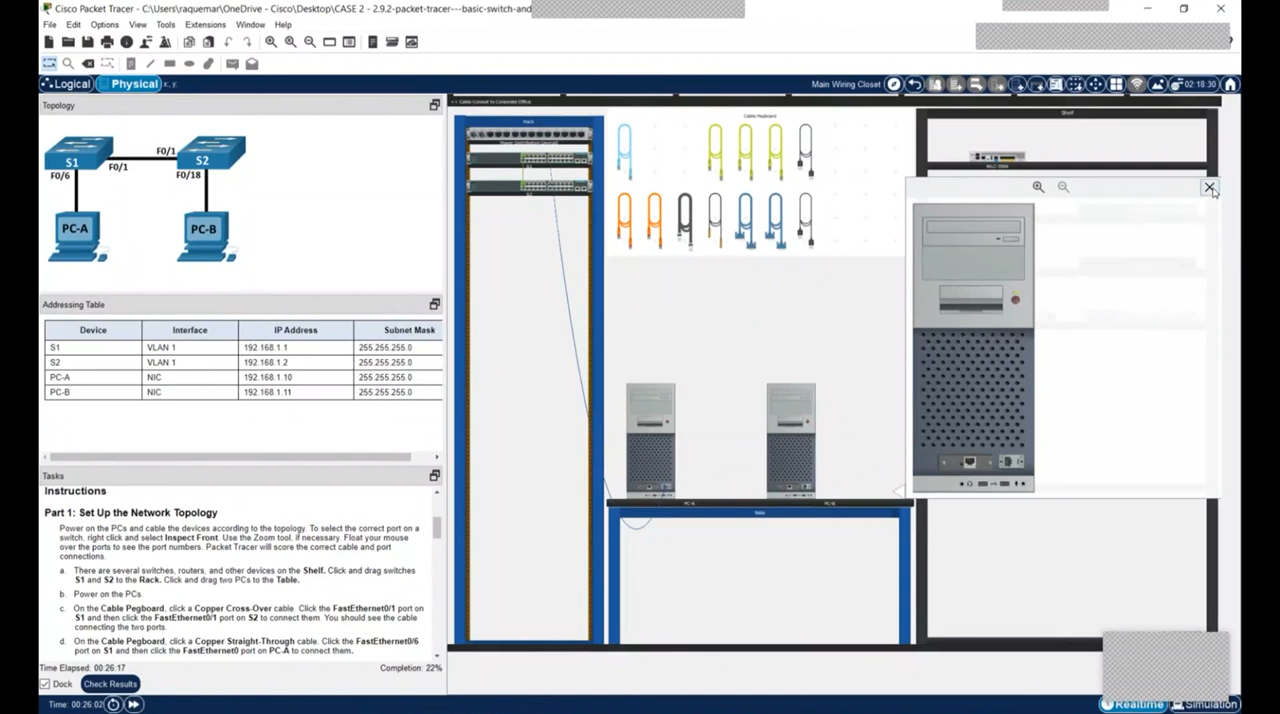 Cisco Packet Tracer - C:\Users\raquemar\OneDrive - Cisco\Desktop\CASE 2 - 2.9.2-packet-tracer---basic-switch-and
File Edit Options View Tools Extensions Window Help
Logical Physical x, y,
Main Wiring Closet
02:18:30
Topology
S1
S2
F0/1
F0/1
F0/6
F0/18
PC-A
PC-B
Addressing Table
Device Interface IP Address Subnet Mask
S1 VLAN 1 192.168.1.1 255.255.255.0
S2 VLAN 1 192.168.1.2 255.255.255.0
PC-A NIC 192.168.1.10 255.255.255.0
PC-B NIC 192.168.1.11 255.255.255.0
Tasks
Instructions
Part 1: Set Up the Network Topology
Power on the PCs and cable the devices according to the topology. To select the correct port on a
switch, right click and select Inspect Front. Use the Zoom tool, if necessary. Float your mouse
over the ports to see the port numbers. Packet Tracer will score the correct cable and port
connections.
a. There are several switches, routers, and other devices on the Shelf. Click and drag switches
S1 and S2 to the Rack. Click and drag two PCs to the Table.
b. Power on the PCs.
c. On the Cable Pegboard, click a Copper Cross-Over cable. Click the FastEthernet0/1 port on
S1 and then click the FastEthernet0/1 port on S2 to connect them. You should see the cable
connecting the two ports.
d. On the Cable Pegboard, click a Copper Straight-Through cable. Click the FastEthernet0/6
port on S1 and then click the FastEthernet0 port on PC-A to connect them.
Time Elapsed: 00:26:17
Completion: 22%
Dock
Check Results
Time: 00:26:02
Realtime
Simulation
Rack
Power Distribution Device0
S1
S2
Cable Pegboard
Shelf
PC-A
PC-B
Table